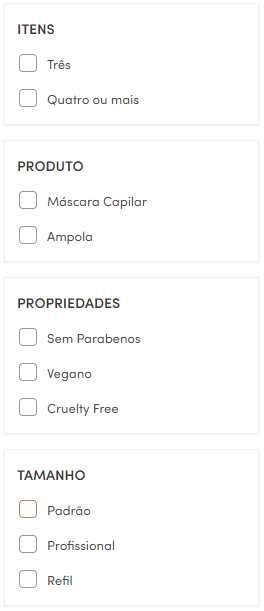 ITENS
Três
Quatro ou mais
PRODUTO
Máscara Capilar
Ampola
PROPRIEDADES
Sem Parabenos
Vegano
Cruelty Free
TAMANHO
Padrão
Profissional
Refil